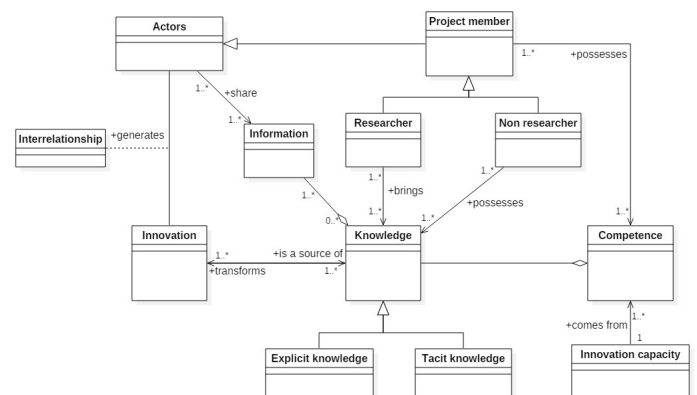 Project member
Actors
1..*
+possesses
+share
1..*
1..*
Information
Researcher
Non researcher
+generates
Interrelationship
1..*
1..*
+brings
1..*
+possesses
1..*
1..*
1..*
0..*
1..*
Innovation
Knowledge
Competence
+is a source of
1..*
+transforms
1..*
1..*
+comes from
1
Explicit knowledge
Tacit knowledge
Innovation capacity